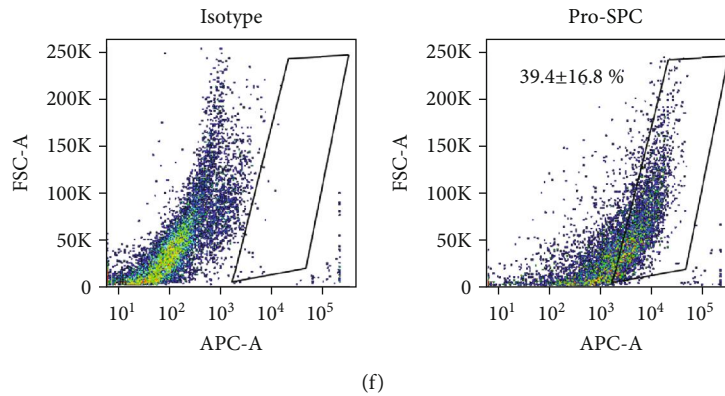 Isotype
250K
200K
150K
100K
50K
0
FSC-A
10¹ 10² 10³ 10⁴ 10⁵
APC-A
Pro-SPC
39.4±16.8 %
250K
200K
150K
100K
50K
0
FSC-A
10¹ 10² 10³ 10⁴ 10⁵
APC-A
(f)